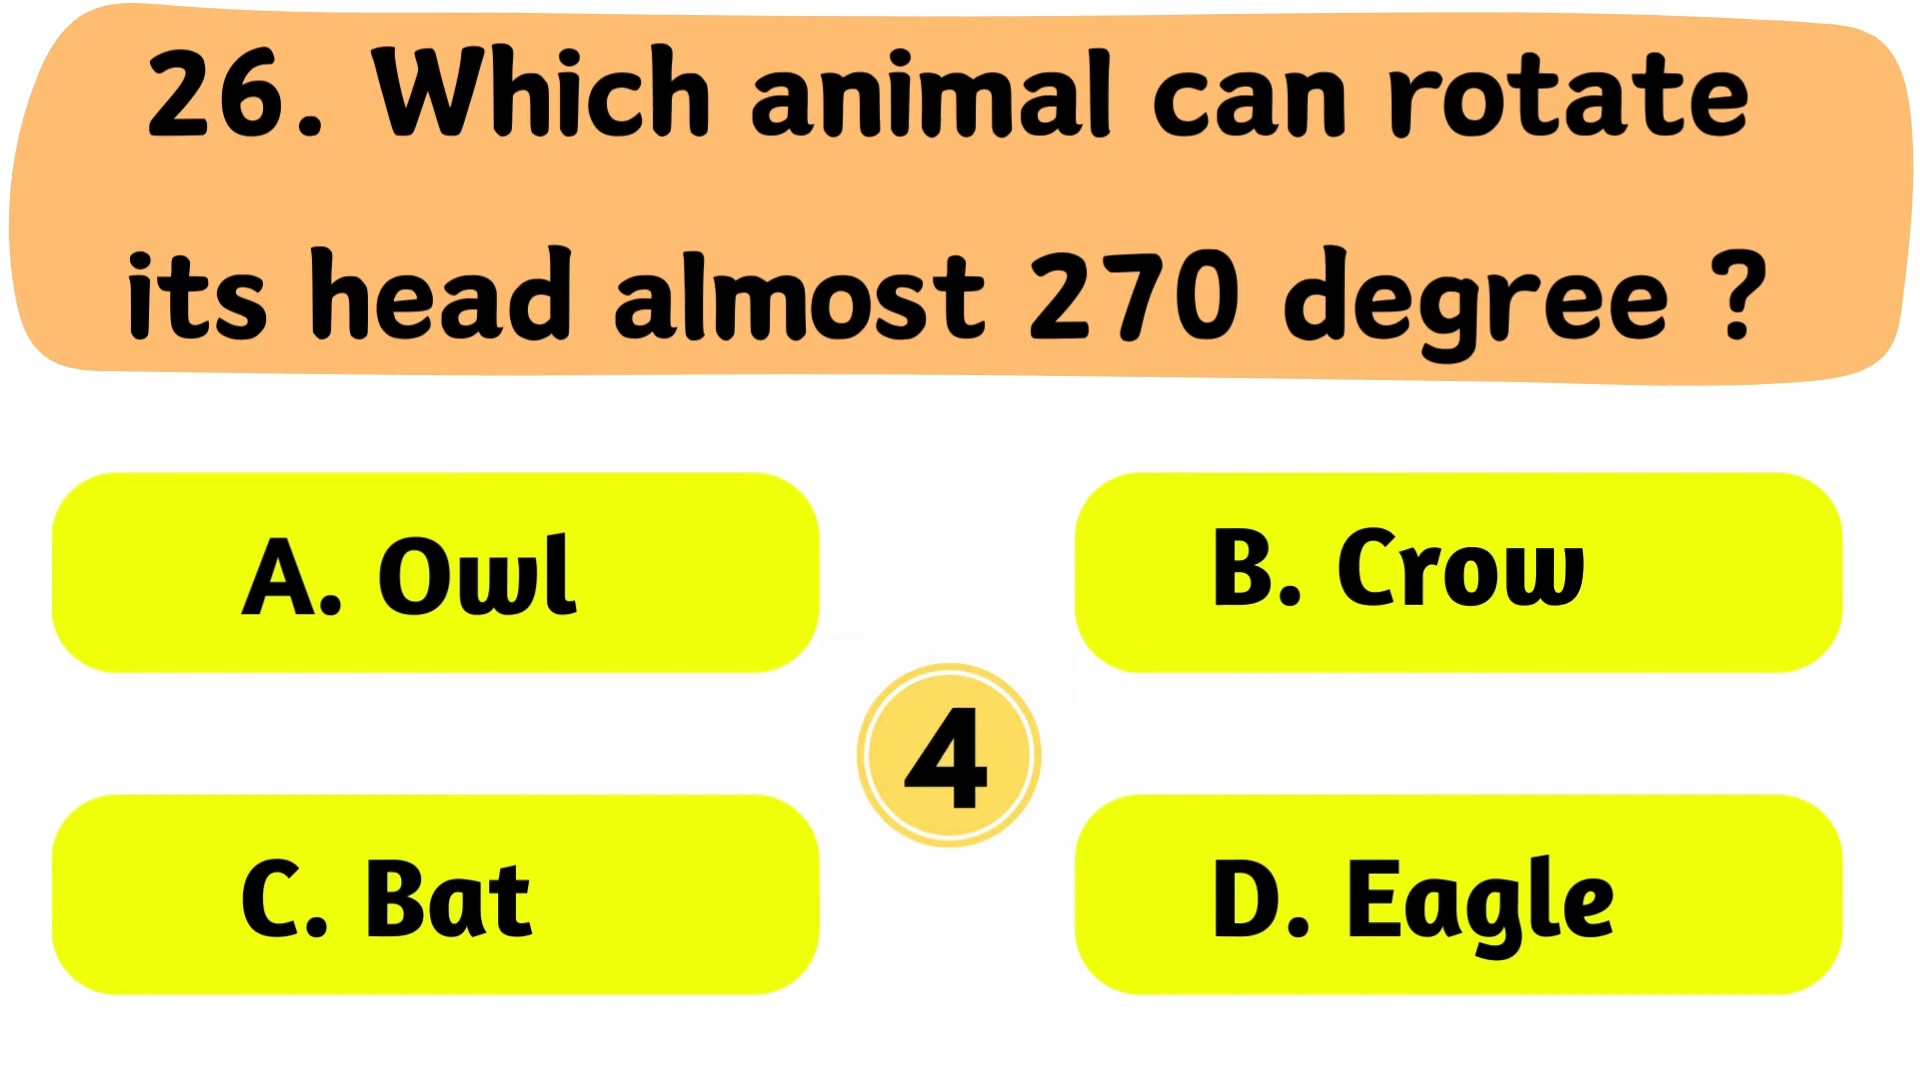 26. Which animal can rotate
its head almost 270 degree ?
A. Owl
B. Crow
4
C. Bat
D. Eagle